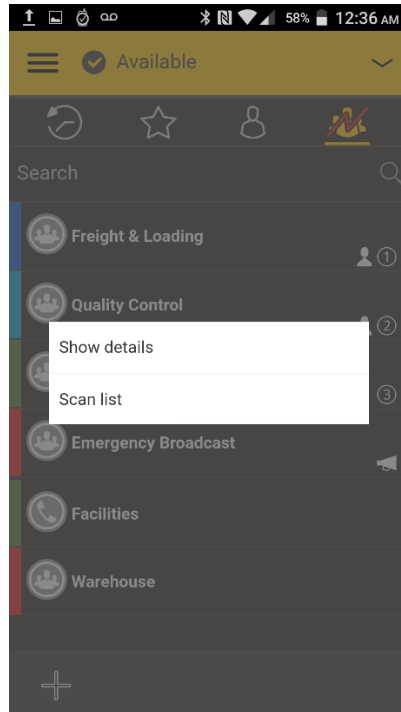 58% 12:36 AM
Available
Search
Freight & Loading
1
Quality Control
2
Show details
3
Scan list
Emergency Broadcast
Facilities
Warehouse